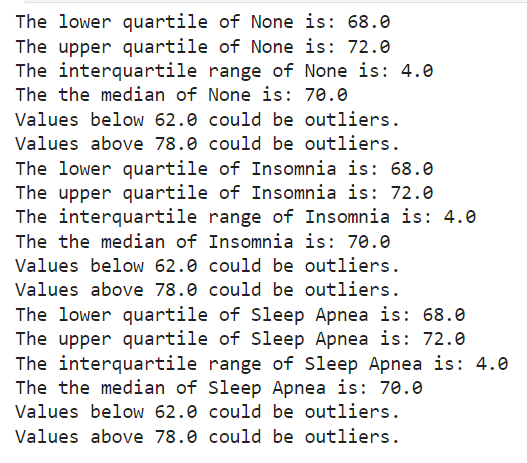 The lower quartile of None is: 68.0
The upper quartile of None is: 72.0
The interquartile range of None is: 4.0
The the median of None is: 70.0
Values below 62.0 could be outliers.
Values above 78.0 could be outliers.
The lower quartile of Insomnia is: 68.0
The upper quartile of Insomnia is: 72.0
The interquartile range of Insomnia is: 4.0
The the median of Insomnia is: 70.0
Values below 62.0 could be outliers.
Values above 78.0 could be outliers.
The lower quartile of Sleep Apnea is: 68.0
The upper quartile of Sleep Apnea is: 72.0
The interquartile range of Sleep Apnea is: 4.0
The the median of Sleep Apnea is: 70.0
Values below 62.0 could be outliers.
Values above 78.0 could be outliers.